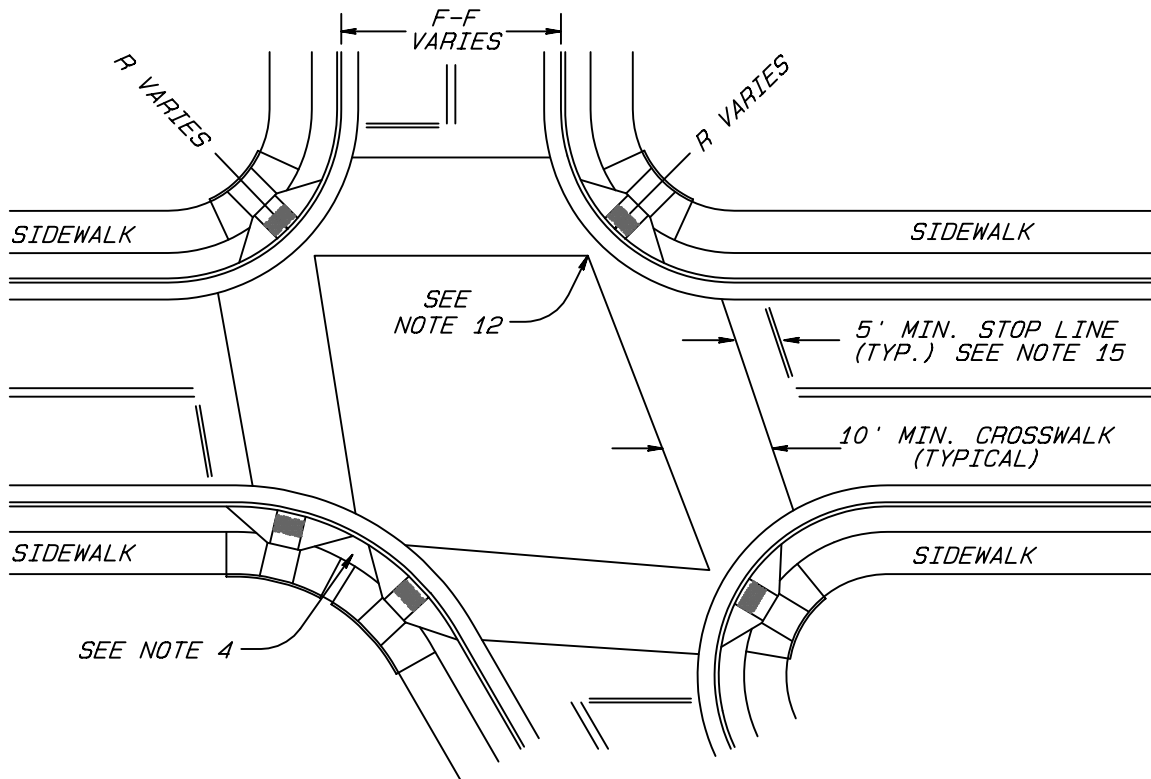 F-F
VARIES
R VARIES
R VARIES
SIDEWALK
SIDEWALK
SEE
NOTE 12
5' MIN. STOP LINE
(TYP.) SEE NOTE 15
10' MIN. CROSSWALK
(TYPICAL)
SIDEWALK
SIDEWALK
SEE NOTE 4